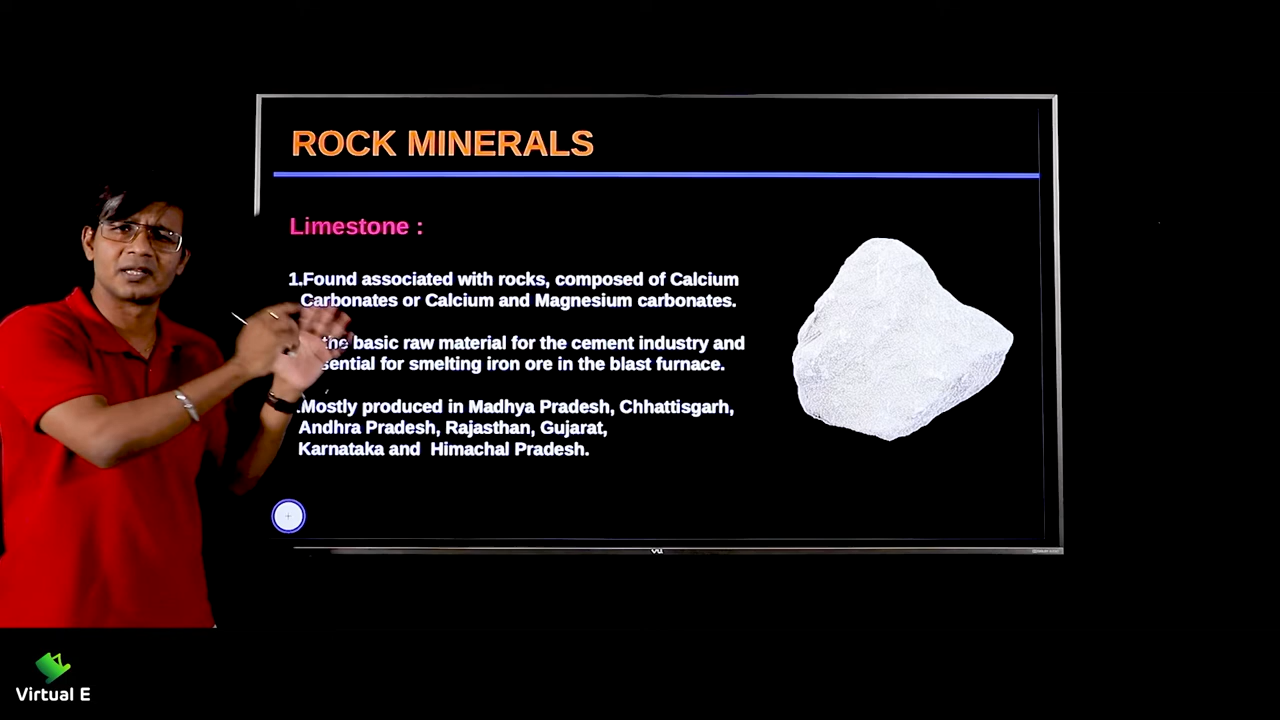 ROCK MINERALS
Limestone :
1.Found associated with rocks, composed of Calcium
Carbonates or Calcium and Magnesium carbonates.
the basic raw material for the cement industry and
for smelting iron ore in the blast furnace.
.Mostly produced in Madhya Pradesh, Chhattisgarh,
Andhra Pradesh, Rajasthan, Gujarat,
Karnataka and Himachal Pradesh.
Virtual E